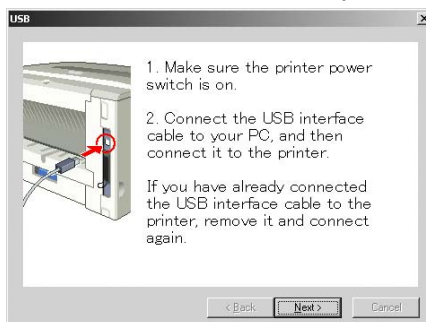 USB
1. Make sure the printer power
switch is on.
2. Connect the USB interface
cable to your PC, and then
connect it to the printer.
If you have already connected
the USB interface cable to the
printer, remove it and connect
again.
< Back
Next >
Cancel